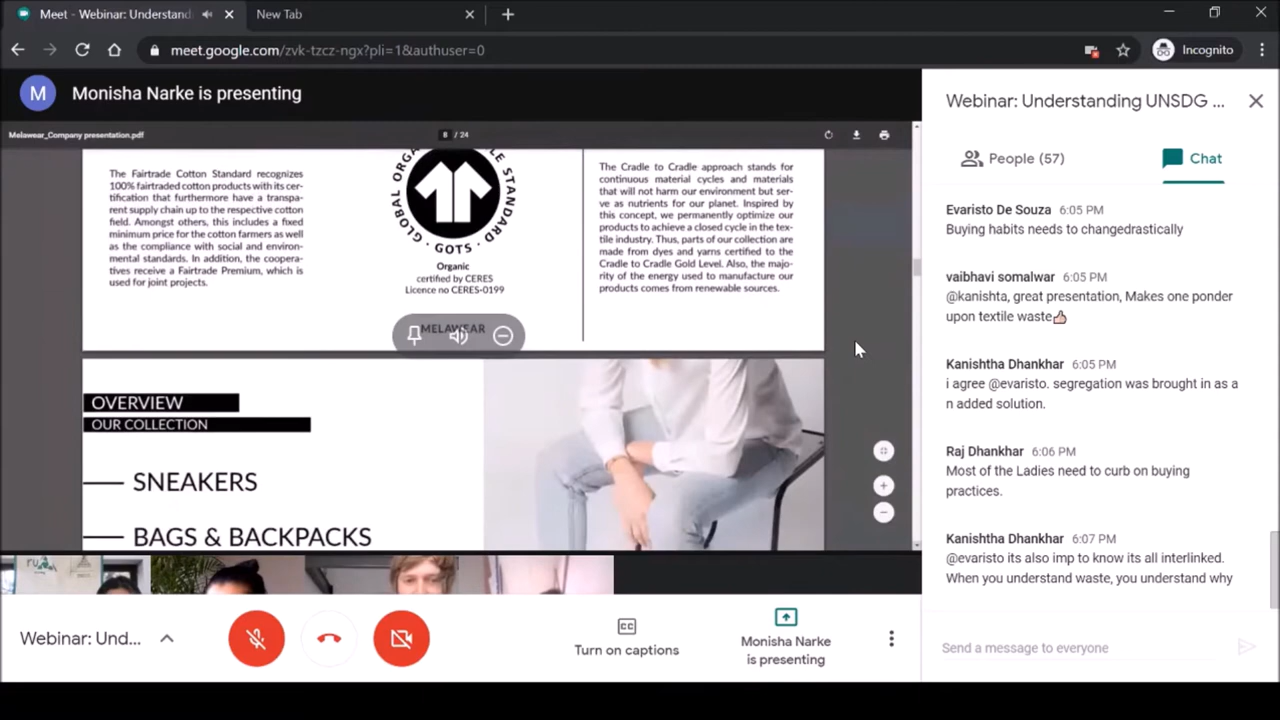 Meet - Webinar: Understand
New Tab
meet.google.com/zvk-tzcz-ngx?pli=1&authuser=0
Incognito
M
Monisha Narke is presenting
Melawear_Company presentation.pdf
8 / 24
The Fairtrade Cotton Standard recognizes
100% fairtraded cotton products with its cer-
tification that furthermore have a transpa-
rent supply chain up to the respective cotton
field. Amongst others, this includes a fixed
minimum price for the cotton farmers as well
as the compliance with social and environ-
mental standards. In addition, the coopera-
tives receive a Fairtrade Premium, which is
used for joint projects.
GLOBAL ORGA
LE STANDARD
· GOTS ·
Organic
certified by CERES
Licence no CERES-0199
MELAWEAR
The Cradle to Cradle approach stands for
continuous material cycles and materials
that will not harm our environment but ser-
ve as nutrients for our planet. Inspired by
this concept, we permanently optimize our
products to achieve a closed cycle in the tex-
tile industry. Thus, parts of our collection are
made from dyes and yarns certified to the
Cradle to Cradle Gold Level. Also, the majo-
rity of the energy used to manufacture our
products comes from renewable sources.
OVERVIEW
OUR COLLECTION
SNEAKERS
BAGS & BACKPACKS
Webinar: Und...
Turn on captions
Monisha Narke
is presenting
Webinar: Understanding UNSDG ...
People (57)
Chat
Evaristo De Souza 6:05 PM
Buying habits needs to changedrastically
vaibhavi somalwar 6:05 PM
@kanishta, great presentation, Makes one ponder
upon textile waste👍
Kanishtha Dhankhar 6:05 PM
i agree @evaristo. segregation was brought in as a
n added solution.
Raj Dhankhar 6:06 PM
Most of the Ladies need to curb on buying
practices.
Kanishtha Dhankhar 6:07 PM
@evaristo its also imp to know its all interlinked.
When you understand waste, you understand why
Send a message to everyone